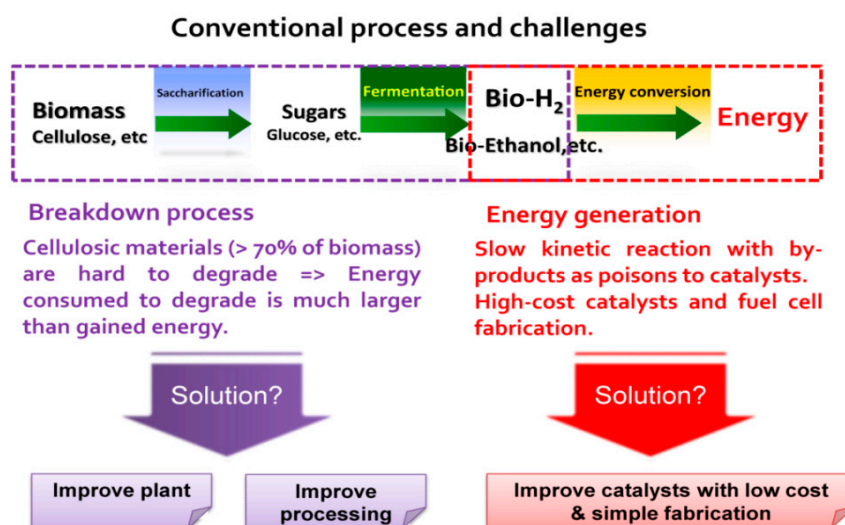 Conventional process and challenges
Biomass
Cellulose, etc
Saccharification
Sugars
Glucose, etc.
Fermentation
Bio-H2
Bio-Ethanol,etc.
Energy conversion
Energy
Breakdown process
Cellulosic materials (> 70% of biomass)
are hard to degrade => Energy
consumed to degrade is much larger
than gained energy.
Energy generation
Slow kinetic reaction with by-
products as poisons to catalysts.
High-cost catalysts and fuel cell
fabrication.
Solution?
Solution?
Improve plant
Improve
processing
Improve catalysts with low cost
& simple fabrication